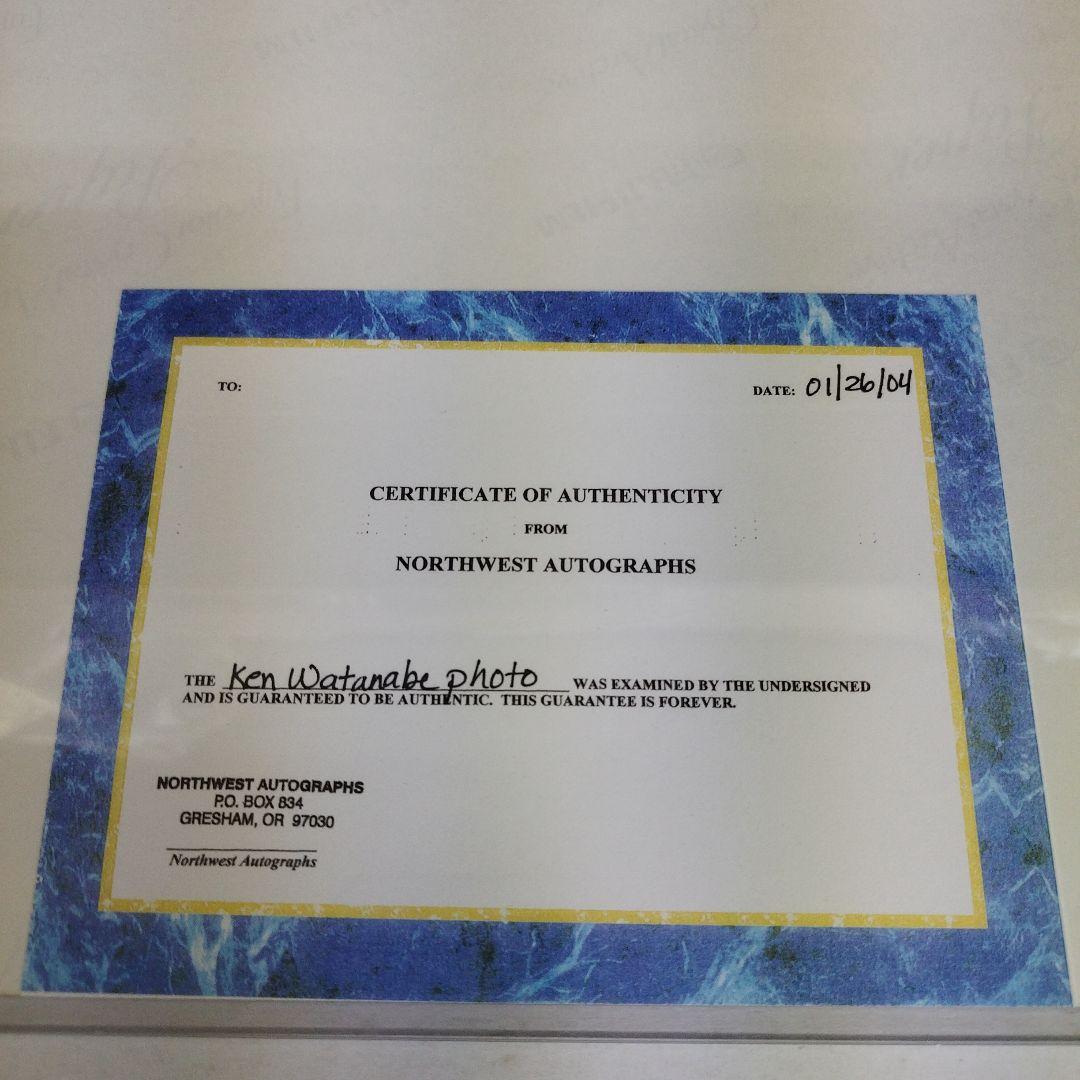 TO:
DATE: 01/26/04
CERTIFICATE OF AUTHENTICITY
FROM
NORTHWEST AUTOGRAPHS
THE Ken Watanabe photo WAS EXAMINED BY THE UNDERSIGNED
AND IS GUARANTEED TO BE AUTHENTIC. THIS GUARANTEE IS FOREVER.
NORTHWEST AUTOGRAPHS
P.O. BOX 834
GRESHAM, OR 97030
Northwest Autographs